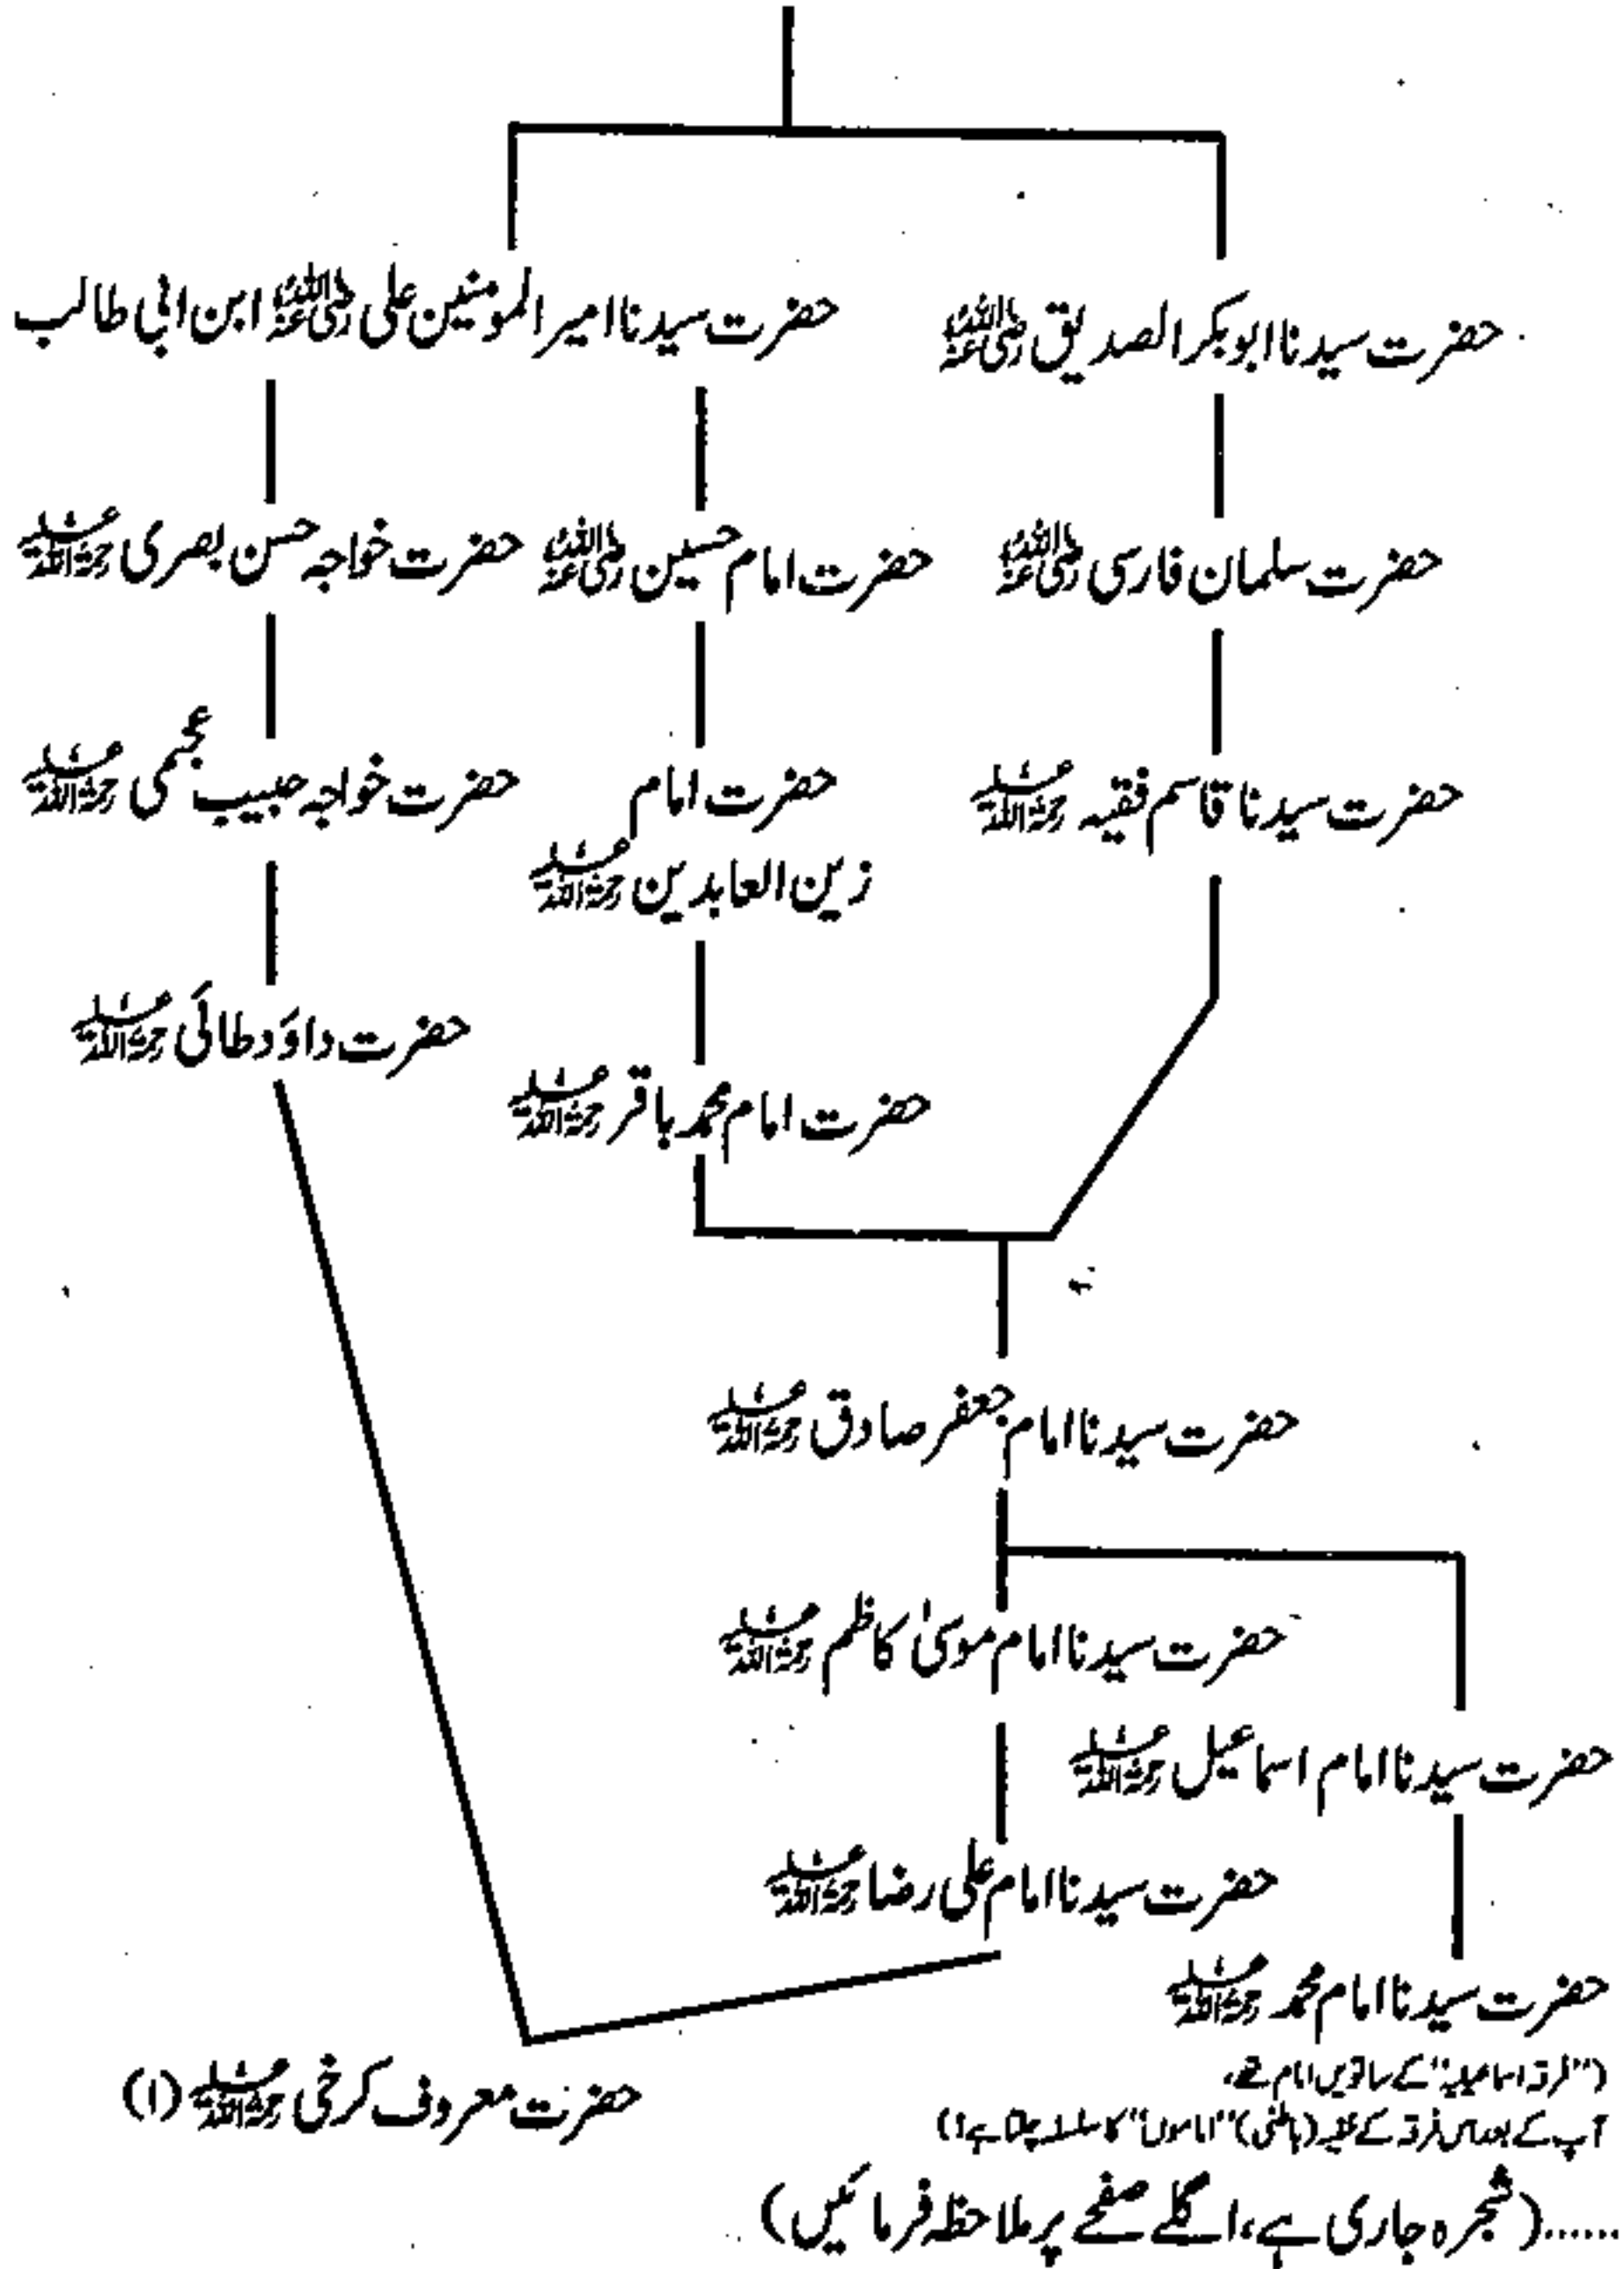 حضرت سیدنا ابوبکر الصدیق رضی اللہ عنہ
حضرت سیدنا امیر المومنین علی رضی اللہ عنہ ابن ابی طالب
حضرت سلمان فارسی رضی اللہ عنہ
حضرت امام حسین رضی اللہ عنہ
حضرت خواجہ حسن بصری رحمۃ اللہ علیہ
حضرت سیدنا قاسم فقیہ رحمۃ اللہ علیہ
حضرت امام
زین العابدین رحمۃ اللہ علیہ
حضرت خواجہ حبیب عجمی رحمۃ اللہ علیہ
حضرت داؤد طائی رحمۃ اللہ علیہ
حضرت امام محمد باقر رحمۃ اللہ علیہ
حضرت سیدنا امام جعفر صادق رحمۃ اللہ علیہ
حضرت سیدنا امام موسیٰ کاظم رحمۃ اللہ علیہ
حضرت سیدنا امام اسماعیل رحمۃ اللہ علیہ
حضرت سیدنا امام علی رضا رحمۃ اللہ علیہ
حضرت سیدنا امام محمد رحمۃ اللہ علیہ
("فرقہ اسماعیلیہ" کے ساتویں امام تھے،
آپ کے بعد اس فرقہ کے خفیہ (باطنی) "اماموں" کا سلسلہ چلتا ہے!)
حضرت معروف کرخی رحمۃ اللہ علیہ (۱)
......(شجرہ جاری ہے، اگلے صفحے پر ملاحظہ فرمائیں)